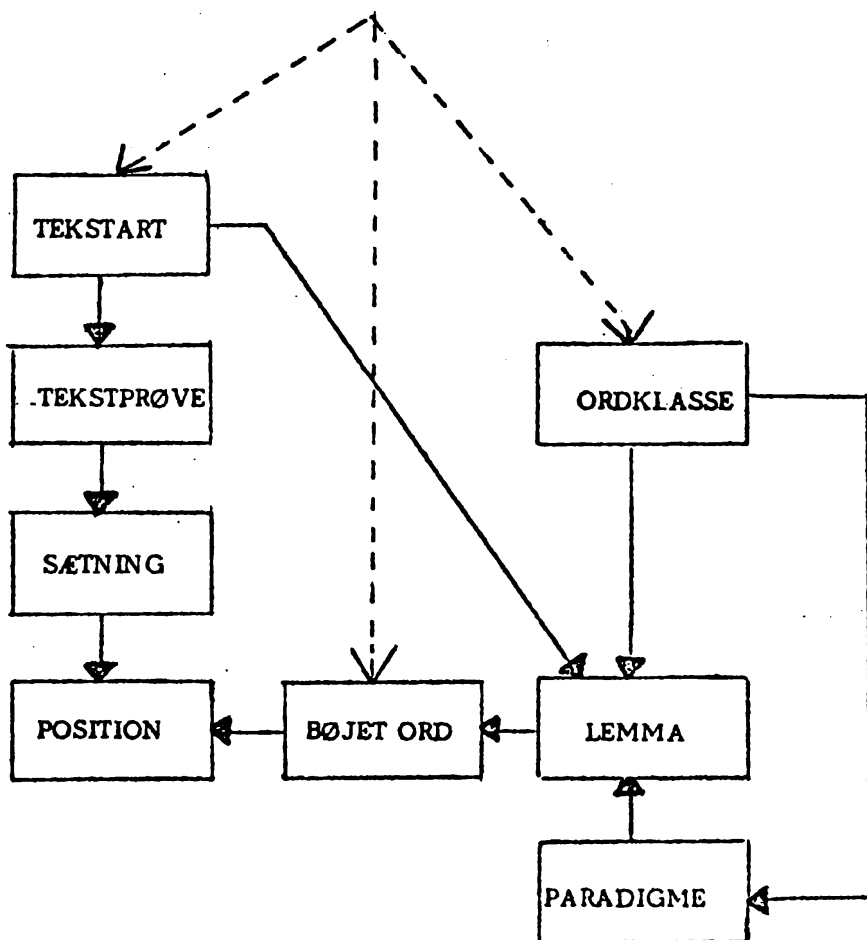 TEKSTART
TEKSTPRØVE
ORDKLASSE
SÆTNING
POSITION
BØJET ORD
LEMMA
PARADIGME